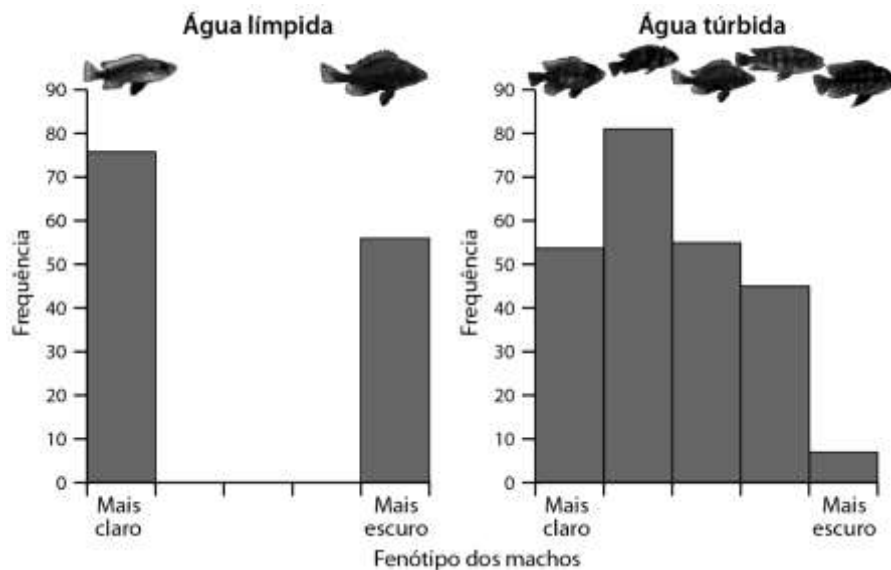 Água límpida
Frequência
90
80
70
60
50
40
30
20
10
0
Mais
claro
Mais
escuro
Água túrbida
Frequência
90
80
70
60
50
40
30
20
10
0
Mais
claro
Mais
escuro
Fenótipo dos machos